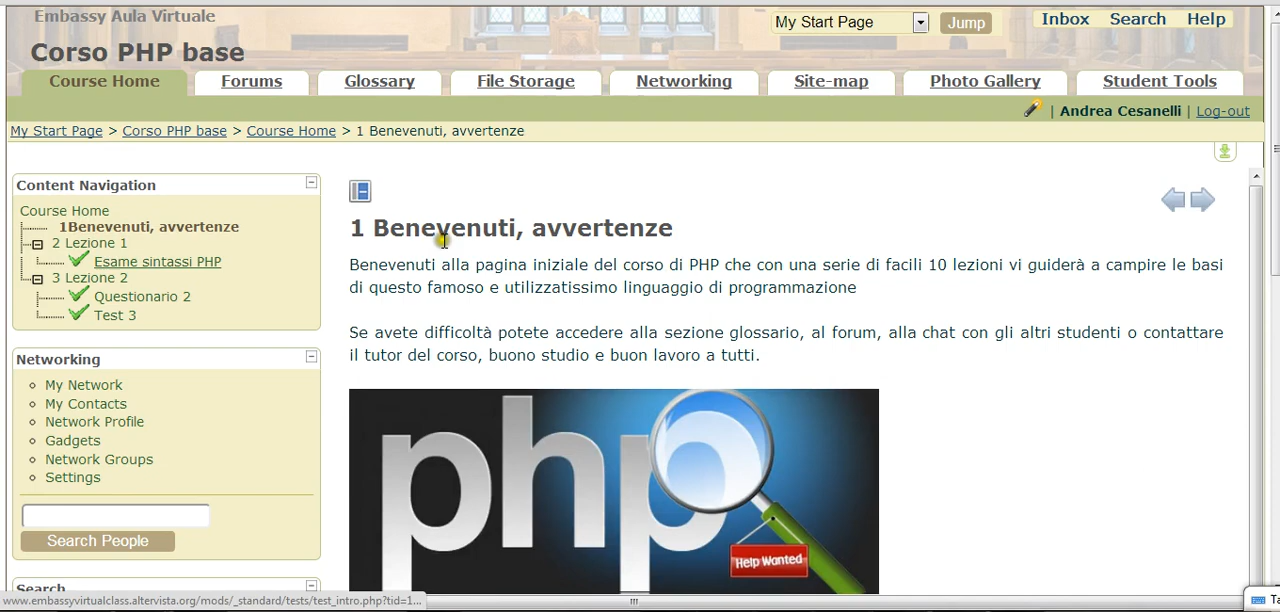 Embassy Aula Virtuale
My Start Page Jump Inbox Search Help
Corso PHP base
Course Home Forums Glossary File Storage Networking Site-map Photo Gallery Student Tools
| Andrea Cesanelli | Log-out
My Start Page > Corso PHP base > Course Home > 1 Benevenuti, avvertenze
Content Navigation
Course Home
1Benevenuti, avvertenze
2 Lezione 1
Esame sintassi PHP
3 Lezione 2
Questionario 2
Test 3
Networking
My Network
My Contacts
Network Profile
Gadgets
Network Groups
Settings
Search People
Search
1 Benevenuti, avvertenze
Benevenuti alla pagina iniziale del corso di PHP che con una serie di facili 10 lezioni vi guiderà a campire le basi
di questo famoso e utilizzatissimo linguaggio di programmazione
Se avete difficoltà potete accedere alla sezione glossario, al forum, alla chat con gli altri studenti o contattare
il tutor del corso, buono studio e buon lavoro a tutti.
php
Help Wanted
www.embassyvirtualclass.altervista.org/mods/_standard/tests/test_intro.php?tid=1...